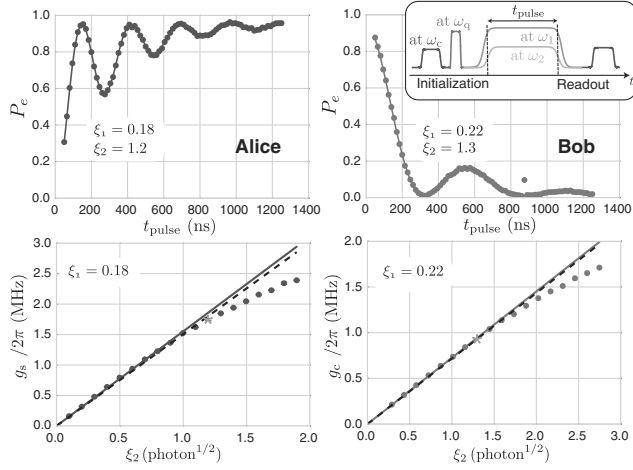 1.0
0.8
0.6
0.4
0.2
0.0
P_e
ξ₁ = 0.18
ξ₂ = 1.2
Alice
0 200 400 600 800 1000 1200 1400
t_pulse (ns)
1.0
0.8
0.6
0.4
0.2
0.0
P_e
t_pulse
at ω_q
at ω_c
at ω₁
at ω₂
Initialization
Readout
t
ξ₁ = 0.22
ξ₂ = 1.3
Bob
0 200 400 600 800 1000 1200 1400
t_pulse (ns)
3.0
2.5
2.0
1.5
1.0
0.5
0.0
g_s /2π (MHz)
ξ₁ = 0.18
0.0 0.5 1.0 1.5 2.0
ξ₂ (photon^1/2)
2.0
1.5
1.0
0.5
0.0
g_c /2π (MHz)
ξ₁ = 0.22
0.0 0.5 1.0 1.5 2.0 2.5 3.0
ξ₂ (photon^1/2)